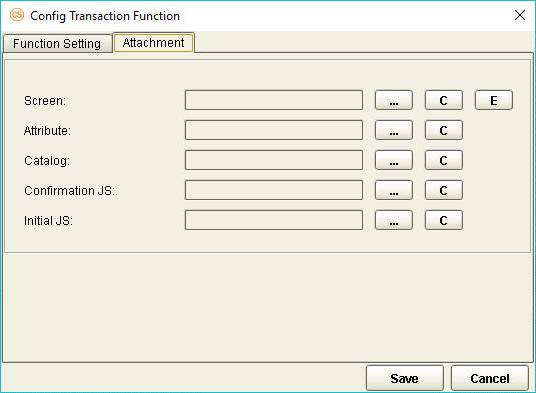 CS Config Transaction Function
Function Setting Attachment
Screen: ... C E
Attribute: ... C
Catalog: ... C
Confirmation JS: ... C
Initial JS: ... C
Save Cancel